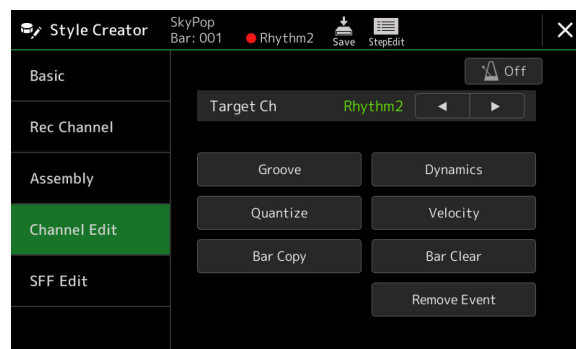 Style Creator
SkyPop
Bar: 001 Rhythm2
Save StepEdit
Basic
Off
Target Ch Rhythm2
Rec Channel
Assembly
Groove Dynamics
Channel Edit
Quantize Velocity
Bar Copy Bar Clear
SFF Edit
Remove Event